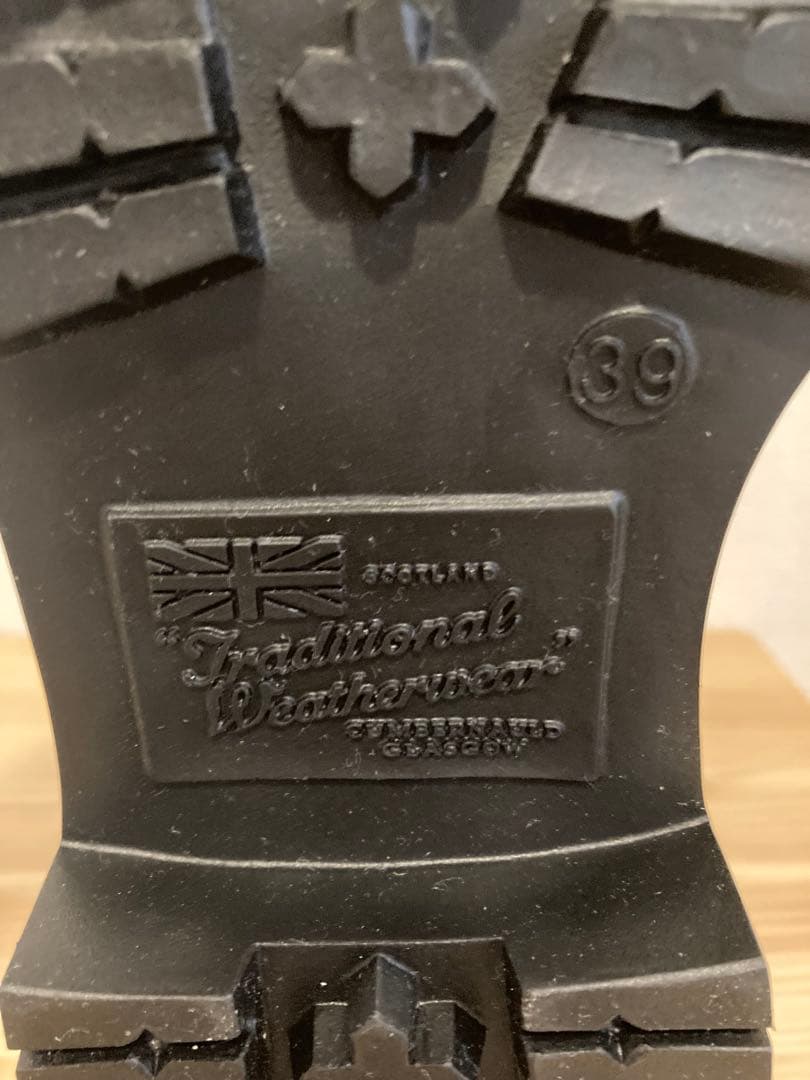 39
SCOTLAND
"Traditional
Weatherwear"
CUMBERNAULD
GLASGOW